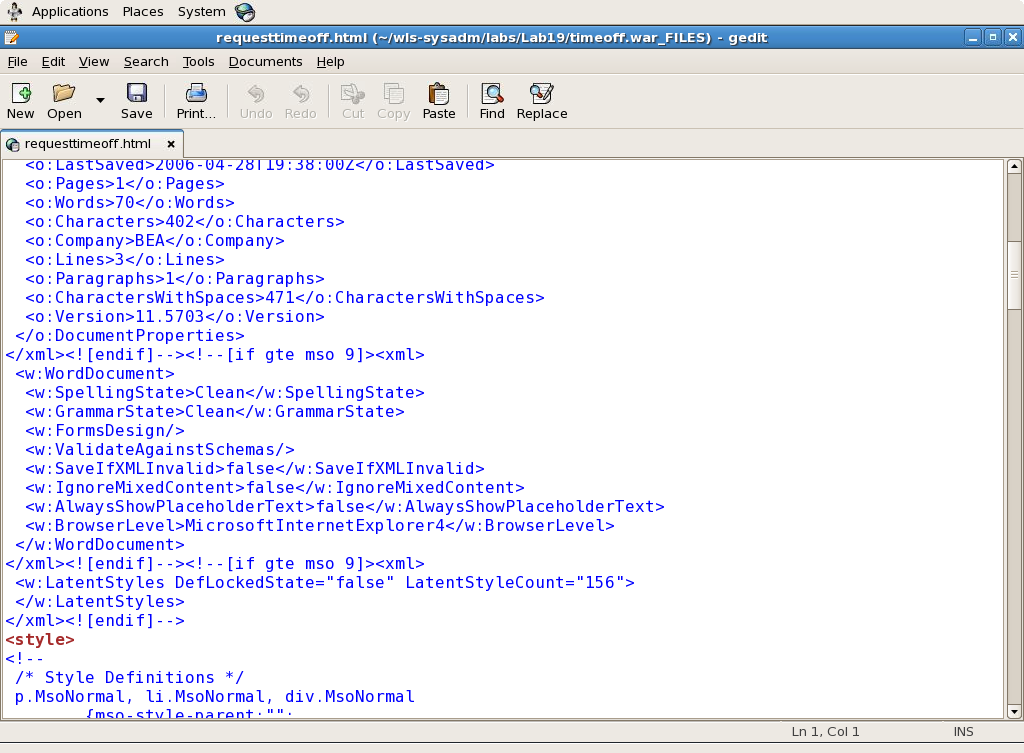 Applications Places System
requesttimeoff.html (~/wls-sysadm/labs/Lab19/timeoff.war_FILES) - gedit
File Edit View Search Tools Documents Help
New Open Save Print... Undo Redo Cut Copy Paste Find Replace
requesttimeoff.html
<o:LastSaved>2006-04-28T19:38:00Z</o:LastSaved>
<o:Pages>1</o:Pages>
<o:Words>70</o:Words>
<o:Characters>402</o:Characters>
<o:Company>BEA</o:Company>
<o:Lines>3</o:Lines>
<o:Paragraphs>1</o:Paragraphs>
<o:CharactersWithSpaces>471</o:CharactersWithSpaces>
<o:Version>11.5703</o:Version>
</o:DocumentProperties>
</xml><![endif]--><!--[if gte mso 9]><xml>
<w:WordDocument>
<w:SpellingState>Clean</w:SpellingState>
<w:GrammarState>Clean</w:GrammarState>
<w:FormsDesign/>
<w:ValidateAgainstSchemas/>
<w:SaveIfXMLInvalid>false</w:SaveIfXMLInvalid>
<w:IgnoreMixedContent>false</w:IgnoreMixedContent>
<w:AlwaysShowPlaceholderText>false</w:AlwaysShowPlaceholderText>
<w:BrowserLevel>MicrosoftInternetExplorer4</w:BrowserLevel>
</w:WordDocument>
</xml><![endif]--><!--[if gte mso 9]><xml>
<w:LatentStyles DefLockedState="false" LatentStyleCount="156">
</w:LatentStyles>
</xml><![endif]-->
<style>
<!--
/* Style Definitions */
p.MsoNormal, li.MsoNormal, div.MsoNormal
{mso-style-parent:"";
Ln 1, Col 1 INS